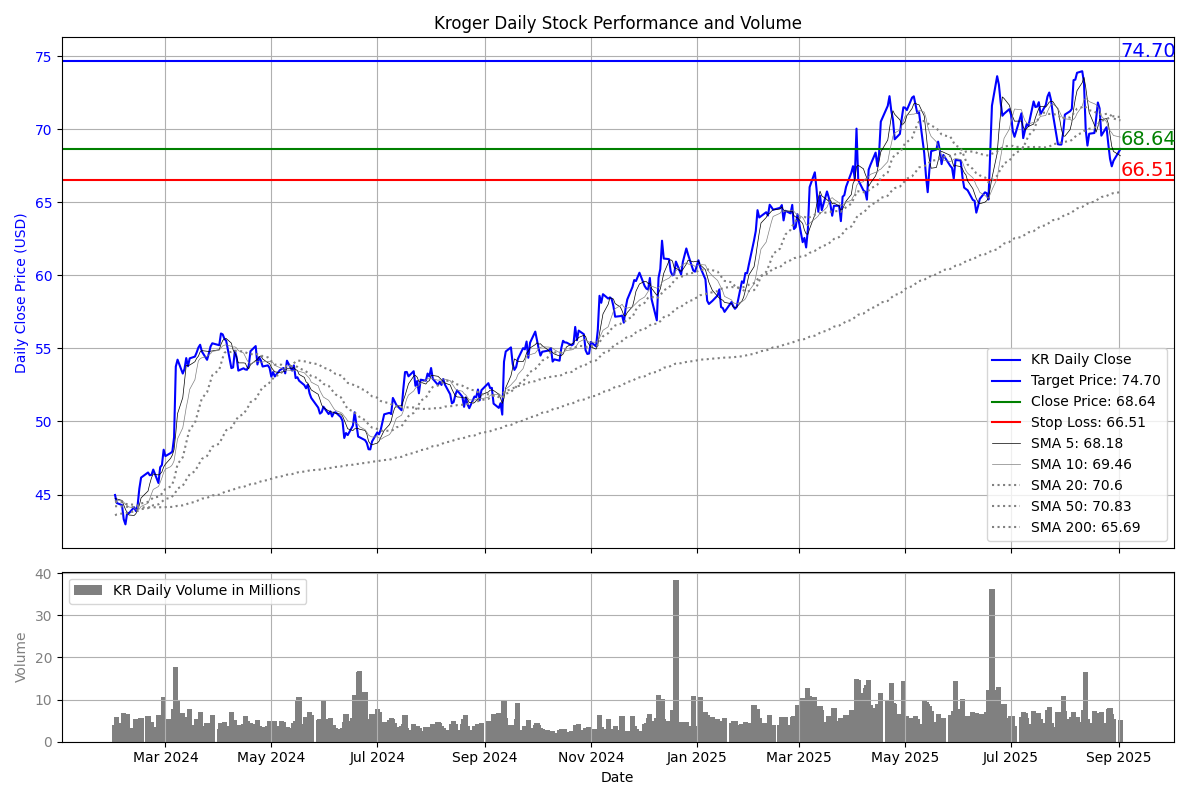 Kroger Daily Stock Performance and Volume
Daily Close Price (USD)
75
70
65
60
55
50
45
74.70
68.64
66.51
KR Daily Close
Target Price: 74.70
Close Price: 68.64
Stop Loss: 66.51
SMA 5: 68.18
SMA 10: 69.46
SMA 20: 70.6
SMA 50: 70.83
SMA 200: 65.69
Volume
40
30
20
10
0
KR Daily Volume in Millions
Mar 2024 May 2024 Jul 2024 Sep 2024 Nov 2024 Jan 2025 Mar 2025 May 2025 Jul 2025 Sep 2025
Date